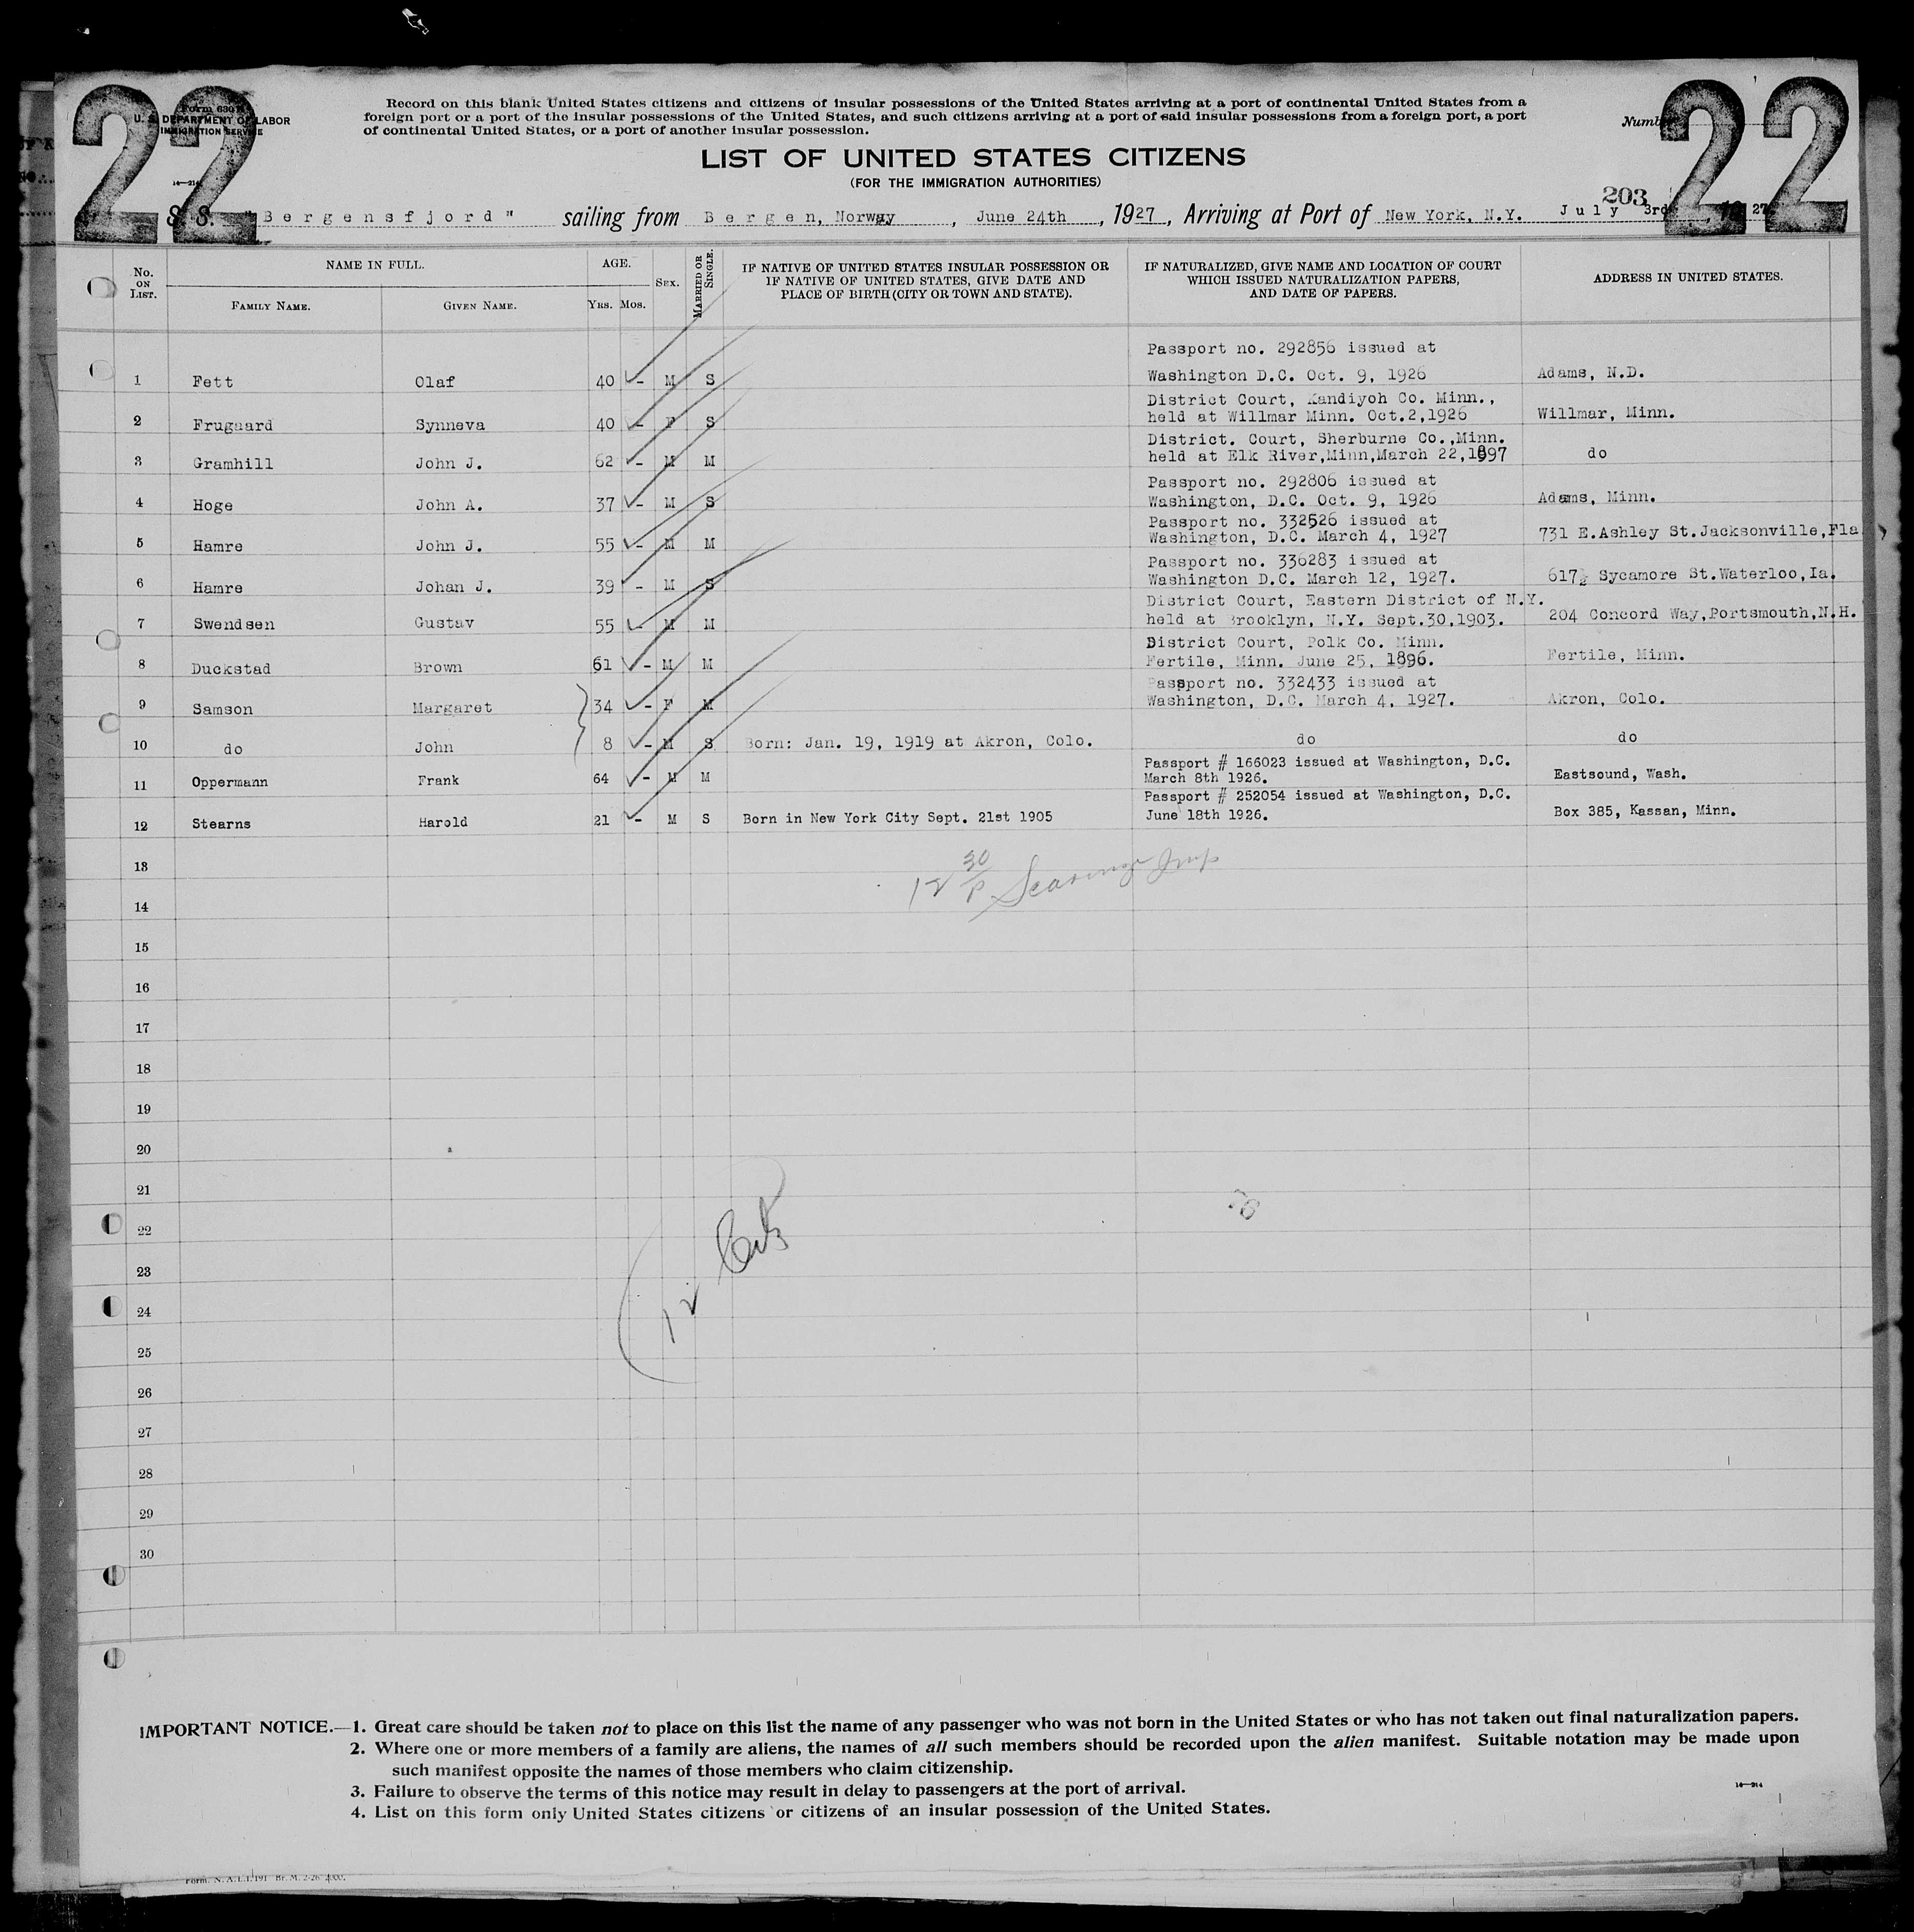 22
22
Form 630
U. S. DEPARTMENT OF LABOR
IMMIGRATION SERVICE
Record on this blank United States citizens and citizens of insular possessions of the United States arriving at a port of continental United States from a
foreign port or a port of the insular possessions of the United States, and such citizens arriving at a port of said insular possessions from a foreign port, a port
of continental United States, or a port of another insular possession.
LIST OF UNITED STATES CITIZENS
(FOR THE IMMIGRATION AUTHORITIES)
203
S. S. "Bergensfjord" sailing from Bergen, Norway, June 24th, 1927, Arriving at Port of New York, N.Y. July 3rd, 1927
No. ON LIST.
NAME IN FULL.
FAMILY NAME.
GIVEN NAME.
AGE.
YRS. MOS.
SEX.
MARRIED OR SINGLE.
IF NATIVE OF UNITED STATES INSULAR POSSESSION OR
IF NATIVE OF UNITED STATES, GIVE DATE AND
PLACE OF BIRTH (CITY OR TOWN AND STATE).
IF NATURALIZED, GIVE NAME AND LOCATION OF COURT
WHICH ISSUED NATURALIZATION PAPERS,
AND DATE OF PAPERS.
ADDRESS IN UNITED STATES.
Passport no. 292856 issued at
1 Fett Olaf 40 - M S Washington D.C. Oct. 9, 1926 Adams, N.D.
District Court, Kandiyoh Co. Minn.,
2 Frugaard Synneva 40 - F S held at Willmar Minn. Oct.2,1926 Willmar, Minn.
District. Court, Sherburne Co.,Minn.
3 Gramhill John J. 62 - M M held at Elk River,Minn,March 22,1897 do
Passport no. 292806 issued at
4 Hoge John A. 37 - M S Washington, D.C. Oct. 9, 1926 Adams, Minn.
Passport no. 332526 issued at
5 Hamre John J. 55 - M M Washington, D.C. March 4, 1927 731 E.Ashley St.Jacksonville,Fla
Passport no. 336283 issued at
6 Hamre Johan J. 39 - M S Washington D.C. March 12, 1927. 617½ Sycamore St.Waterloo,Ia.
District Court, Eastern District of N.Y.
7 Swendsen Gustav 55 - M M held at Brooklyn, N.Y. Sept.30,1903. 204 Concord Way,Portsmouth,N.H.
District Court, Polk Co. Minn.
8 Duckstad Brown 61 - M M Fertile, Minn. June 25, 1896. Fertile, Minn.
Passport no. 332433 issued at
9 Samson Margaret 34 - F M Washington, D.C. March 4, 1927. Akron, Colo.
10 do John 8 - M S Born: Jan. 19, 1919 at Akron, Colo. do do
Passport # 166023 issued at Washington, D.C.
11 Oppermann Frank 64 - M M March 8th 1926. Eastsound, Wash.
Passport # 252054 issued at Washington, D.C.
12 Stearns Harold 21 - M S Born in New York City Sept. 21st 1905 June 18th 1926. Box 385, Kassan, Minn.
13
12 30 P
14
15
16
17
18
19
20
21
22
23
24
12
25
26
27
28
29
30
IMPORTANT NOTICE.—1. Great care should be taken not to place on this list the name of any passenger who was not born in the United States or who has not taken out final naturalization papers.
2. Where one or more members of a family are aliens, the names of all such members should be recorded upon the alien manifest. Suitable notation may be made upon
such manifest opposite the names of those members who claim citizenship.
3. Failure to observe the terms of this notice may result in delay to passengers at the port of arrival.
4. List on this form only United States citizens or citizens of an insular possession of the United States.
14—214